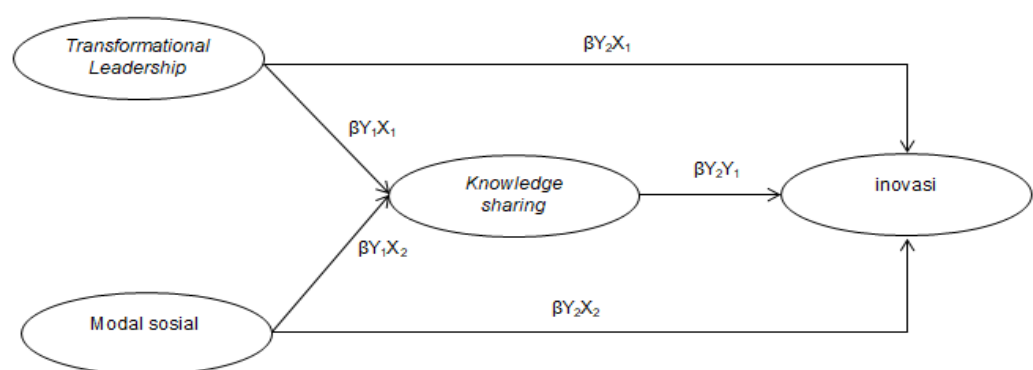 Transformational
Leadership
βY₂X₁
βY₁X₁
Knowledge
sharing
βY₂Y₁
inovasi
βY₁X₂
Modal sosial
βY₂X₂